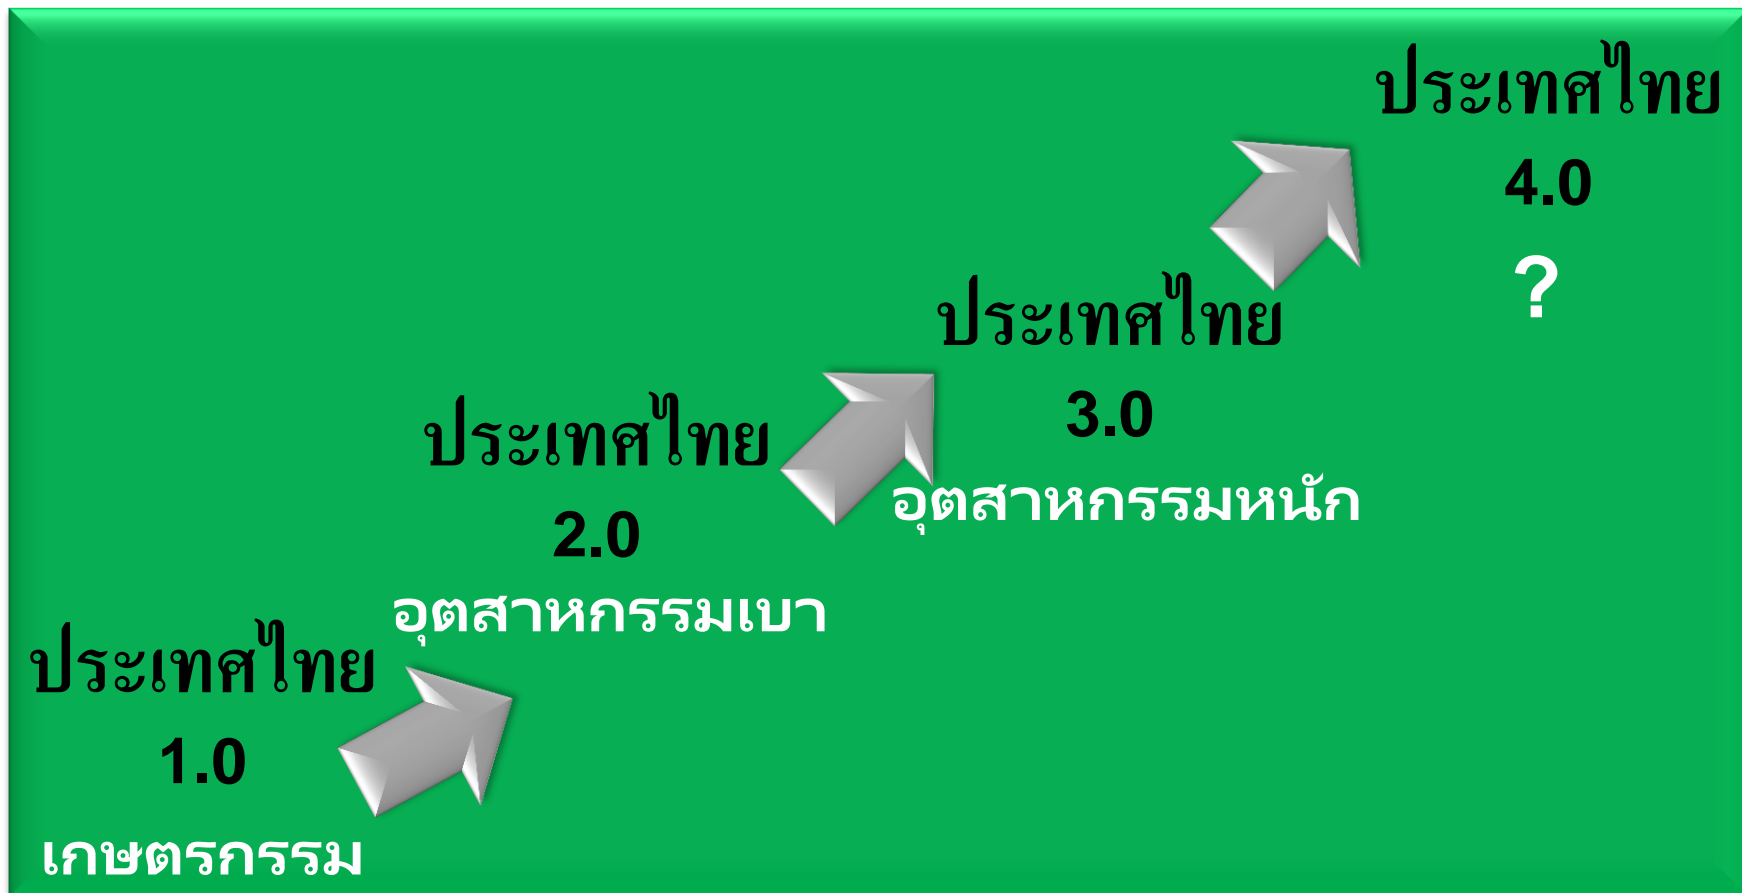 ประเทศไทย
1.0
เกษตรกรรม
ประเทศไทย
2.0
อุตสาหกรรมเบา
ประเทศไทย
3.0
อุตสาหกรรมหนัก
ประเทศไทย
4.0
?